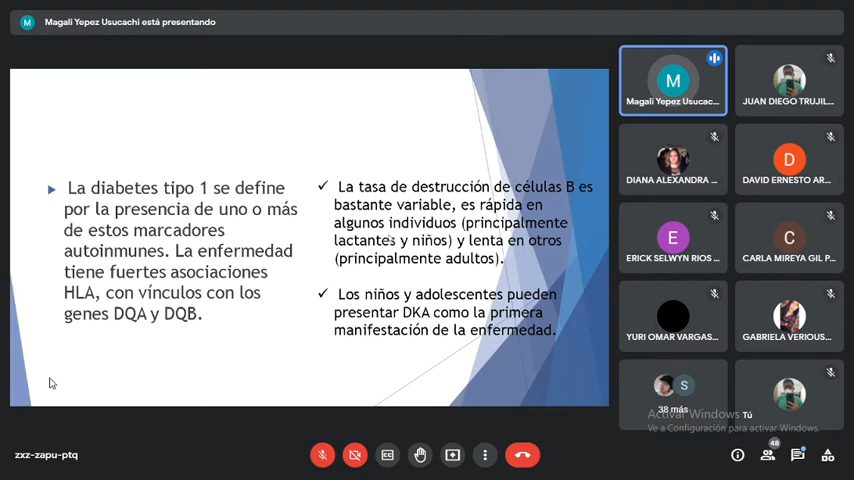 M
Magali Yepez Usucachi está presentando
La diabetes tipo 1 se define
por la presencia de uno o más
de estos marcadores
autoinmunes. La enfermedad
tiene fuertes asociaciones
HLA, con vínculos con los
genes DQA y DQB.
La tasa de destrucción de células B es
bastante variable, es rápida en
algunos individuos (principalmente
lactantes y niños) y lenta en otros
(principalmente adultos).
Los niños y adolescentes pueden
presentar DKA como la primera
manifestación de la enfermedad.
M
Magali Yepez Usucac...
JUAN DIEGO TRUJIL...
DIANA ALEXANDRA ...
D
DAVID ERNESTO AR...
E
ERICK SELWYN RIOS ...
C
CARLA MIREYA GIL P...
YURI OMAR VARGAS...
GABRIELA VERIOUS...
S
38 más
Tú
Activar Windows
Ve a Configuración para activar Windows.
zxz-zapu-ptq
CC
48